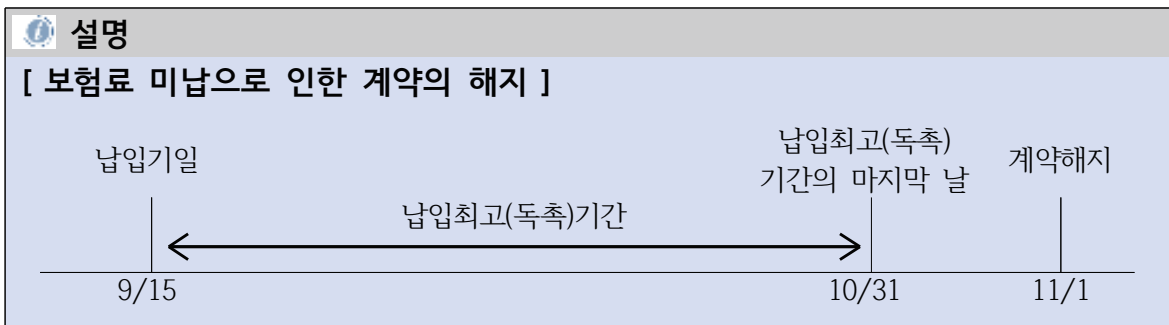 설명
[ 보험료 미납으로 인한 계약의 해지 ]
납입기일
납입최고(독촉)
기간의 마지막 날
계약해지
납입최고(독촉)기간
9/15
10/31
11/1